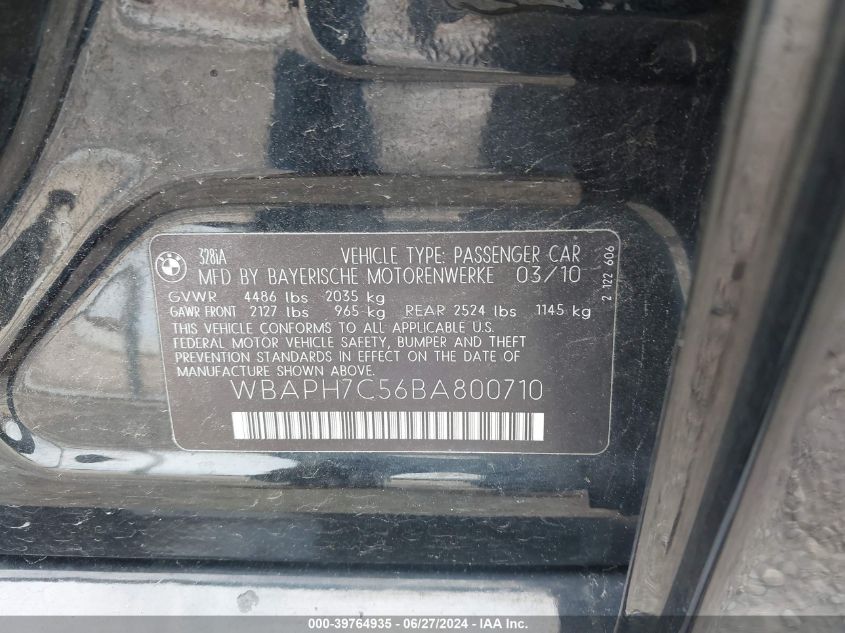 328iA VEHICLE TYPE: PASSENGER CAR
MFD BY BAYERISCHE MOTORENWERKE 03/10
GVWR 4486 lbs 2035 kg
GAWR FRONT 2127 lbs 965 kg REAR 2524 lbs 1145 kg
THIS VEHICLE CONFORMS TO ALL APPLICABLE U.S.
FEDERAL MOTOR VEHICLE SAFETY, BUMPER AND THEFT
PREVENTION STANDARDS IN EFFECT ON THE DATE OF
MANUFACTURE SHOWN ABOVE.
WBAPH7C56BA800710
2 122 606
000-39764935 - 06/27/2024 - © IAA, Inc.